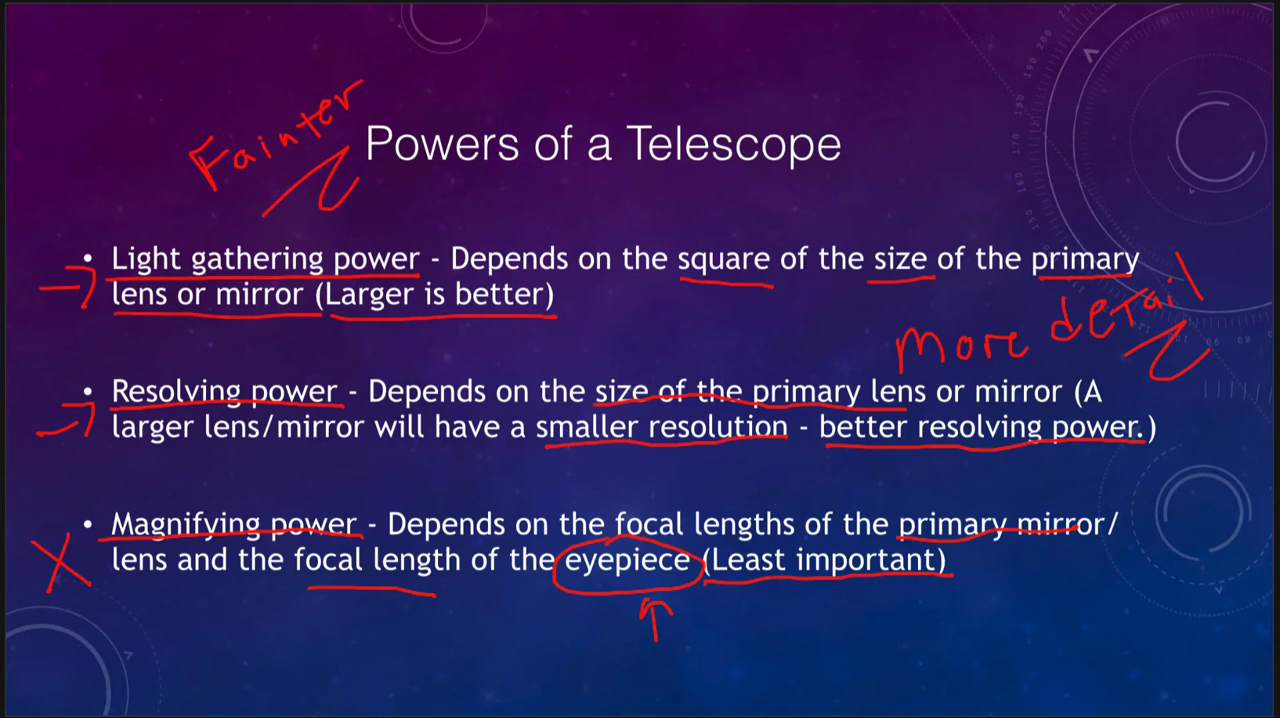 Fainter
Powers of a Telescope
• Light gathering power - Depends on the square of the size of the primary
lens or mirror (Larger is better)
more detail
• Resolving power - Depends on the size of the primary lens or mirror (A
larger lens/mirror will have a smaller resolution - better resolving power.)
• Magnifying power - Depends on the focal lengths of the primary mirror/
lens and the focal length of the eyepiece (Least important)